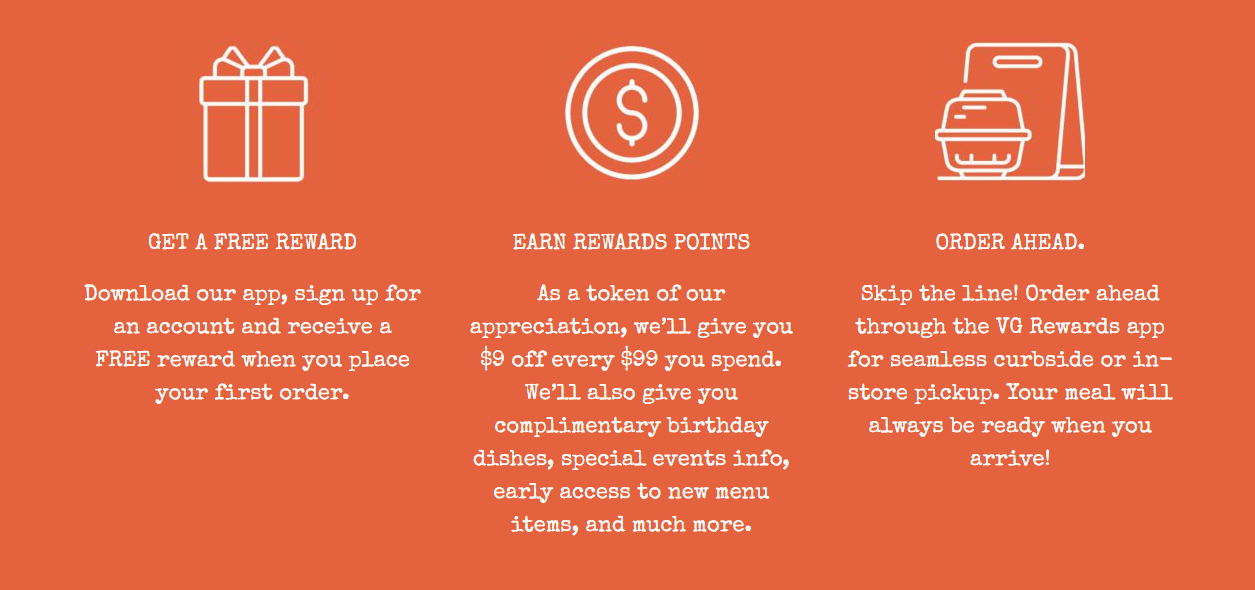 GET A FREE REWARD
Download our app, sign up for
an account and receive a
FREE reward when you place
your first order.
EARN REWARDS POINTS
As a token of our
appreciation, we’ll give you
$9 off every $99 you spend.
We’ll also give you
complimentary birthday
dishes, special events info,
early access to new menu
items, and much more.
ORDER AHEAD.
Skip the line! Order ahead
through the VG Rewards app
for seamless curbside or in-
store pickup. Your meal will
always be ready when you
arrive!